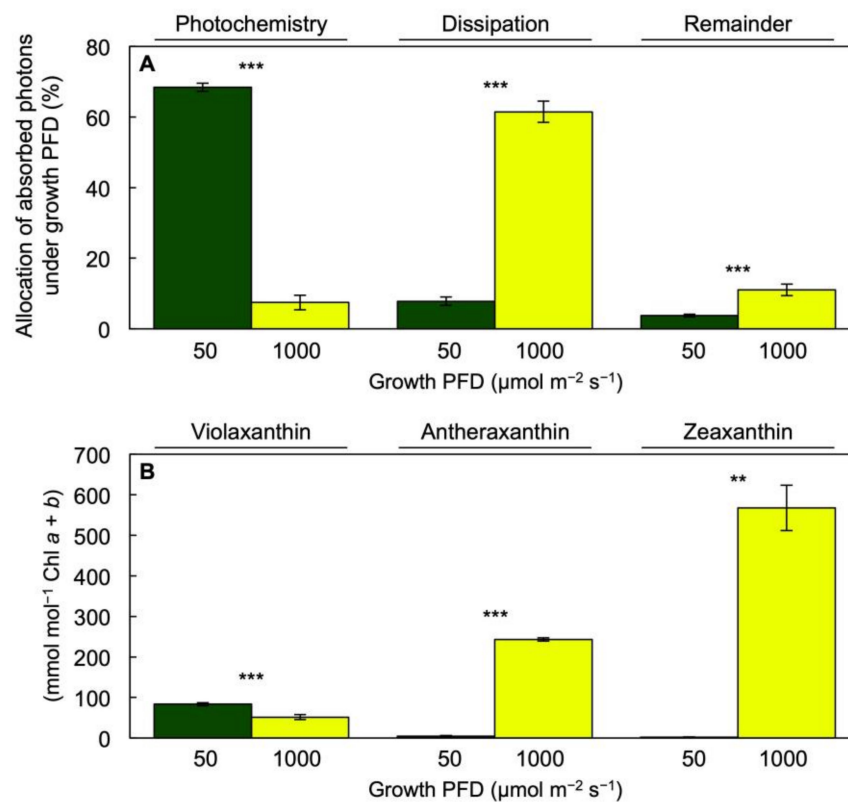 Photochemistry Dissipation Remainder
Allocation of absorbed photons
under growth PFD (%)
A
80
60
40
20
0
*** *** ***
50 1000 50 1000 50 1000
Growth PFD (µmol m⁻² s⁻¹)
Violaxanthin Antheraxanthin Zeaxanthin
(mmol mol⁻¹ Chl a + b)
B
700
600
500
400
300
200
100
0
*** *** **
50 1000 50 1000 50 1000
Growth PFD (µmol m⁻² s⁻¹)